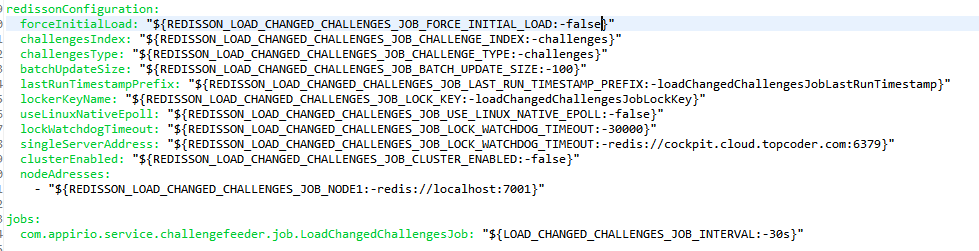 redissonConfiguration:
forceInitialLoad: "${REDISSON_LOAD_CHANGED_CHALLENGES_JOB_FORCE_INITIAL_LOAD:-false}"
challengesIndex: "${REDISSON_LOAD_CHANGED_CHALLENGES_JOB_CHALLENGE_INDEX:-challenges}"
challengesType: "${REDISSON_LOAD_CHANGED_CHALLENGES_JOB_CHALLENGE_TYPE:-challenges}"
batchUpdateSize: "${REDISSON_LOAD_CHANGED_CHALLENGES_JOB_BATCH_UPDATE_SIZE:-100}"
lastRunTimestampPrefix: "${REDISSON_LOAD_CHANGED_CHALLENGES_JOB_LAST_RUN_TIMESTAMP_PREFIX:-loadChangedChallengesJobLastRunTimestamp}"
lockerKeyName: "${REDISSON_LOAD_CHANGED_CHALLENGES_JOB_LOCK_KEY:-loadChangedChallengesJobLockKey}"
useLinuxNativeEpoll: "${REDISSON_LOAD_CHANGED_CHALLENGES_JOB_USE_LINUX_NATIVE_EPOLL:-false}"
lockWatchdogTimeout: "${REDISSON_LOAD_CHANGED_CHALLENGES_JOB_LOCK_WATCHDOG_TIMEOUT:-30000}"
singleServerAddress: "${REDISSON_LOAD_CHANGED_CHALLENGES_JOB_LOCK_WATCHDOG_TIMEOUT:-redis://cockpit.cloud.topcoder.com:6379}"
clusterEnabled: "${REDISSON_LOAD_CHANGED_CHALLENGES_JOB_CLUSTER_ENABLED:-false}"
nodeAdresses:
- "${REDISSON_LOAD_CHANGED_CHALLENGES_JOB_NODE1:-redis://localhost:7001}"
jobs:
com.appirio.service.challengefeeder.job.LoadChangedChallengesJob: "${LOAD_CHANGED_CHALLENGES_JOB_INTERVAL:-30s}"